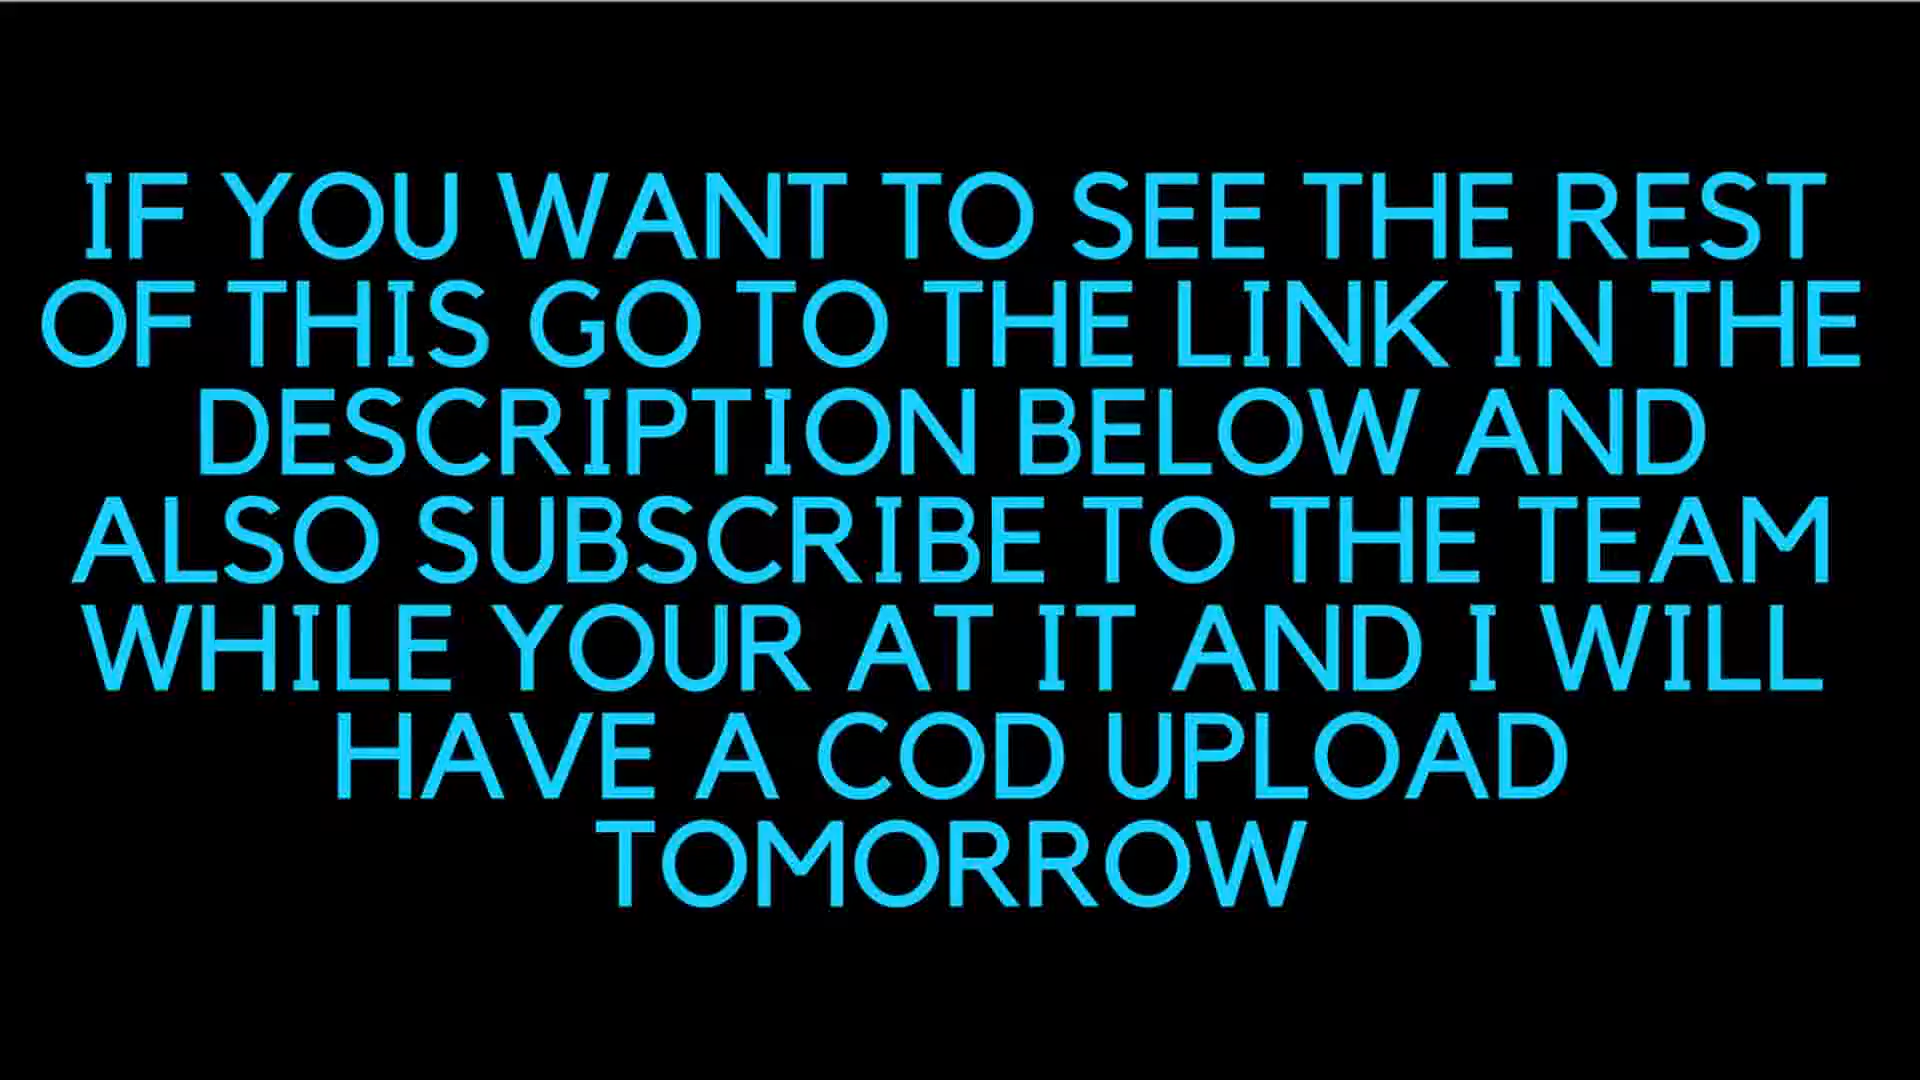 IF YOU WANT TO SEE THE REST
OF THIS GO TO THE LINK IN THE
DESCRIPTION BELOW AND
ALSO SUBSCRIBE TO THE TEAM
WHILE YOUR AT IT AND I WILL
HAVE A COD UPLOAD
TOMORROW